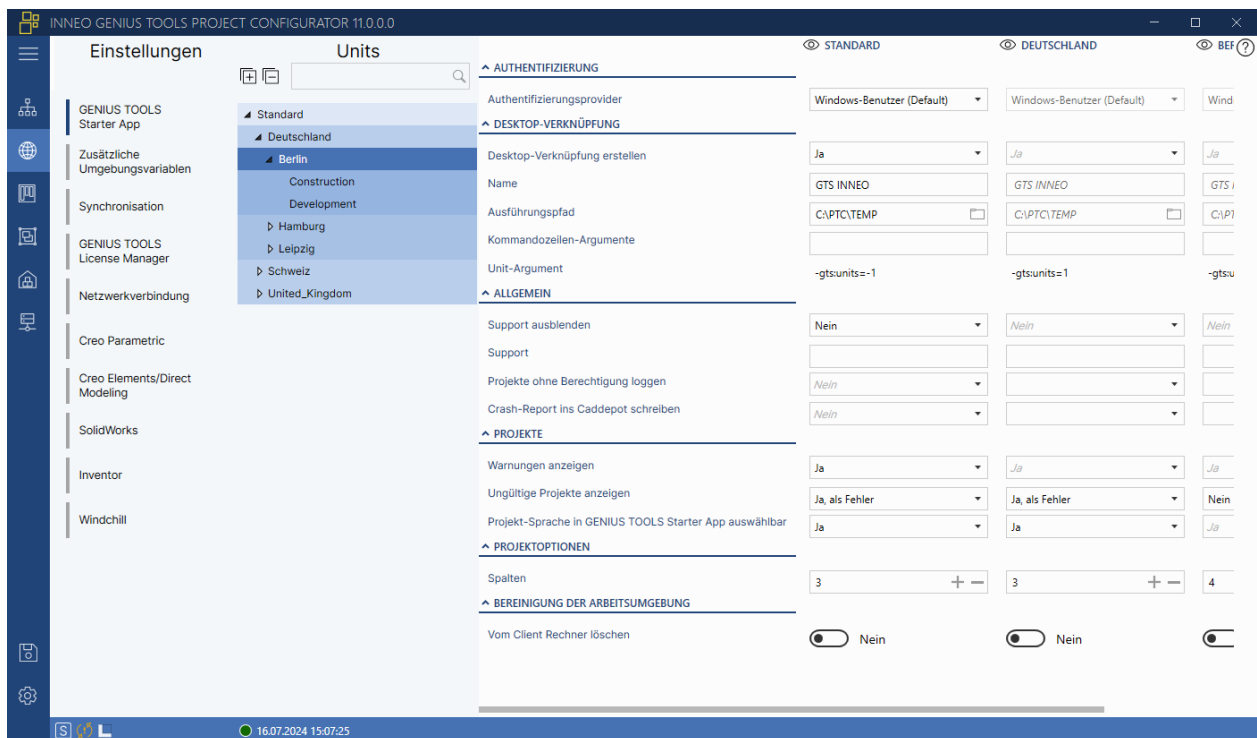 INNEO GENIUS TOOLS PROJECT CONFIGURATOR 11.0.0.0
Einstellungen
GENIUS TOOLS
Starter App
Zusätzliche
Umgebungsvariablen
Synchronisation
GENIUS TOOLS
License Manager
Netzwerkverbindung
Creo Parametric
Creo Elements/Direct
Modeling
SolidWorks
Inventor
Windchill
Units
Standard
Deutschland
Berlin
Construction
Development
Hamburg
Leipzig
Schweiz
United_Kingdom
STANDARD DEUTSCHLAND BER
AUTHENTIFIZIERUNG
Authentifizierungsprovider Windows-Benutzer (Default) Windows-Benutzer (Default) Wind
DESKTOP-VERKNÜPFUNG
Desktop-Verknüpfung erstellen Ja Ja Ja
Name GTS INNEO GTS INNEO GTS
Ausführungspfad C:\PTC\TEMP C:\PTC\TEMP C:\PT
Kommandozeilen-Argumente
Unit-Argument -gts:units=-1 -gts:units=1 -gts:u
ALLGEMEIN
Support ausblenden Nein Nein Nein
Support
Projekte ohne Berechtigung loggen Nein
Crash-Report ins Caddepot schreiben Nein
PROJEKTE
Warnungen anzeigen Ja Ja Ja
Ungültige Projekte anzeigen Ja, als Fehler Ja, als Fehler Nein
Projekt-Sprache in GENIUS TOOLS Starter App auswählbar Ja Ja Ja
PROJEKTOPTIONEN
Spalten 3 3 4
BEREINIGUNG DER ARBEITSUMGEBUNG
Vom Client Rechner löschen Nein Nein
S 16.07.2024 15:07:25